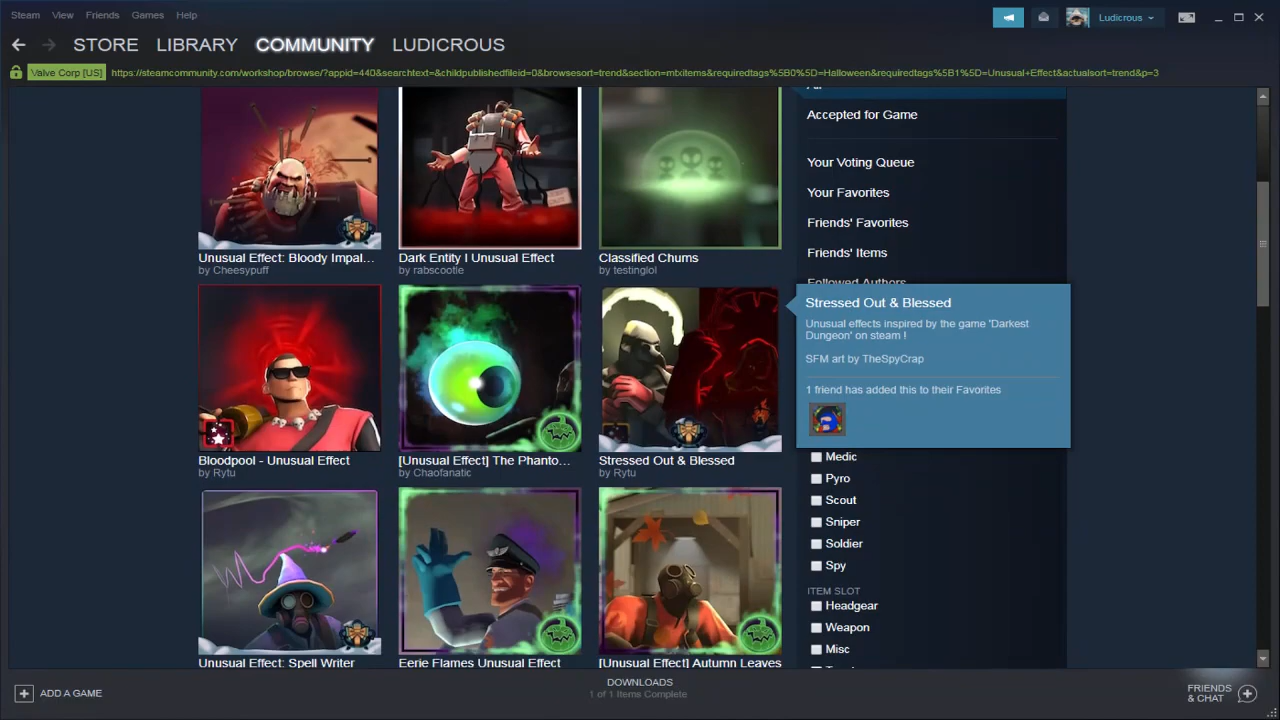 Steam View Friends Games Help
Ludicrous
STORE LIBRARY COMMUNITY LUDICROUS
Valve Corp [US] https://steamcommunity.com/workshop/browse/?appid=440&searchtext=&childpublishedfileid=0&browsesort=trend&section=mtxitems&requiredtags%5B0%5D=Halloween&requiredtags%5B1%5D=Unusual+Effect&actualsort=trend&p=3
Accepted for Game
Your Voting Queue
Your Favorites
Friends' Favorites
Friends' Items
Followed Authors
Unusual Effect: Bloody Impal...
by Cheesypuff
Dark Entity I Unusual Effect
by rabscootie
Classified Chums
by testinglol
Stressed Out & Blessed
Unusual effects inspired by the game 'Darkest
Dungeon' on steam !
SFM art by TheSpyCrap
1 friend has added this to their Favorites
Bloodpool - Unusual Effect
by Rytu
[Unusual Effect] The Phanto...
by Chaofanatic
Stressed Out & Blessed
by Rytu
Medic
Pyro
Scout
Sniper
Soldier
Spy
ITEM SLOT
Headgear
Weapon
Misc
Unusual Effect: Spell Writer
Eerie Flames Unusual Effect
[Unusual Effect] Autumn Leaves
ADD A GAME
DOWNLOADS
1 of 1 Items Complete
FRIENDS
& CHAT